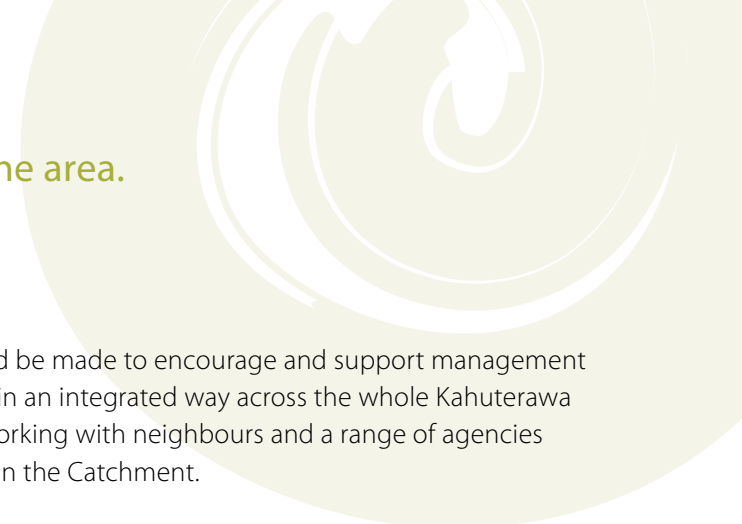 he area.
d be made to encourage and support management
in an integrated way across the whole Kahuterawa
orking with neighbours and a range of agencies
n the Catchment.